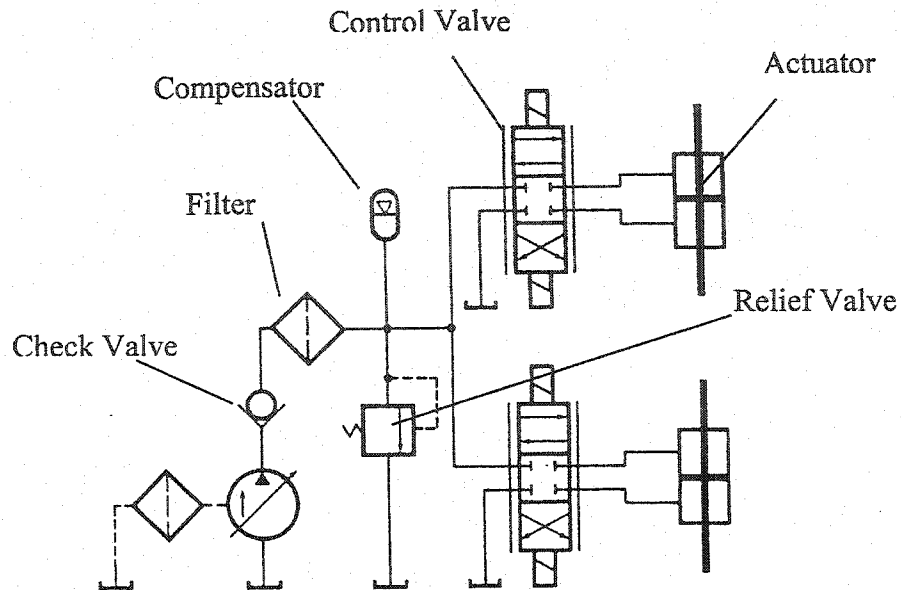 Control Valve
Compensator
Actuator
Filter
Relief Valve
Check Valve